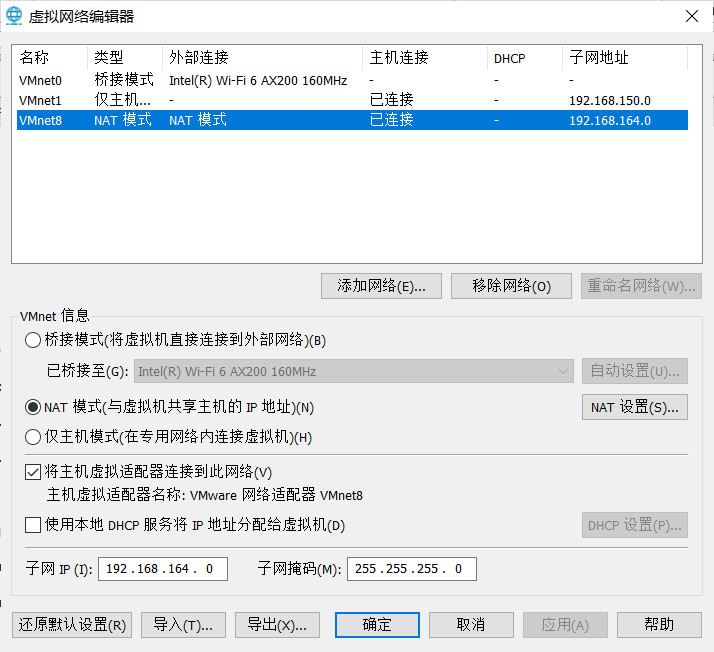 虚拟网络编辑器
名称 类型 外部连接 主机连接 DHCP 子网地址
VMnet0 桥接模式 Intel(R) Wi-Fi 6 AX200 160MHz - - -
VMnet1 仅主机... - 已连接 - 192.168.150.0
VMnet8 NAT 模式 NAT 模式 已连接 - 192.168.164.0
添加网络(E)... 移除网络(O) 重命名网络(W)...
VMnet 信息
桥接模式(将虚拟机直接连接到外部网络)(B)
已桥接至(G): Intel(R) Wi-Fi 6 AX200 160MHz 自动设置(U)...
NAT 模式(与虚拟机共享主机的 IP 地址)(N) NAT 设置(S)...
仅主机模式(在专用网络内连接虚拟机)(H)
将主机虚拟适配器连接到此网络(V)
主机虚拟适配器名称: VMware 网络适配器 VMnet8
使用本地 DHCP 服务将 IP 地址分配给虚拟机(D) DHCP 设置(P)...
子网 IP (I): 192.168.164. 0 子网掩码(M): 255.255.255. 0
还原默认设置(R) 导入(T)... 导出(X)... 确定 取消 应用(A) 帮助